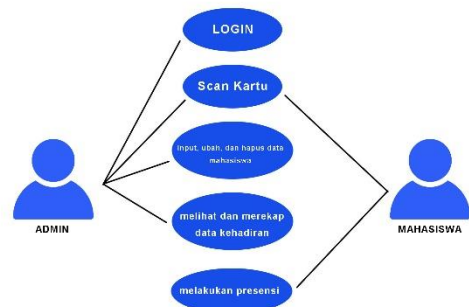 LOGIN
Scan Kartu
input, ubah, dan hapus data
mahasiswa
ADMIN
MAHASISWA
melihat dan merekap
data kehadiran
melakukan presensi